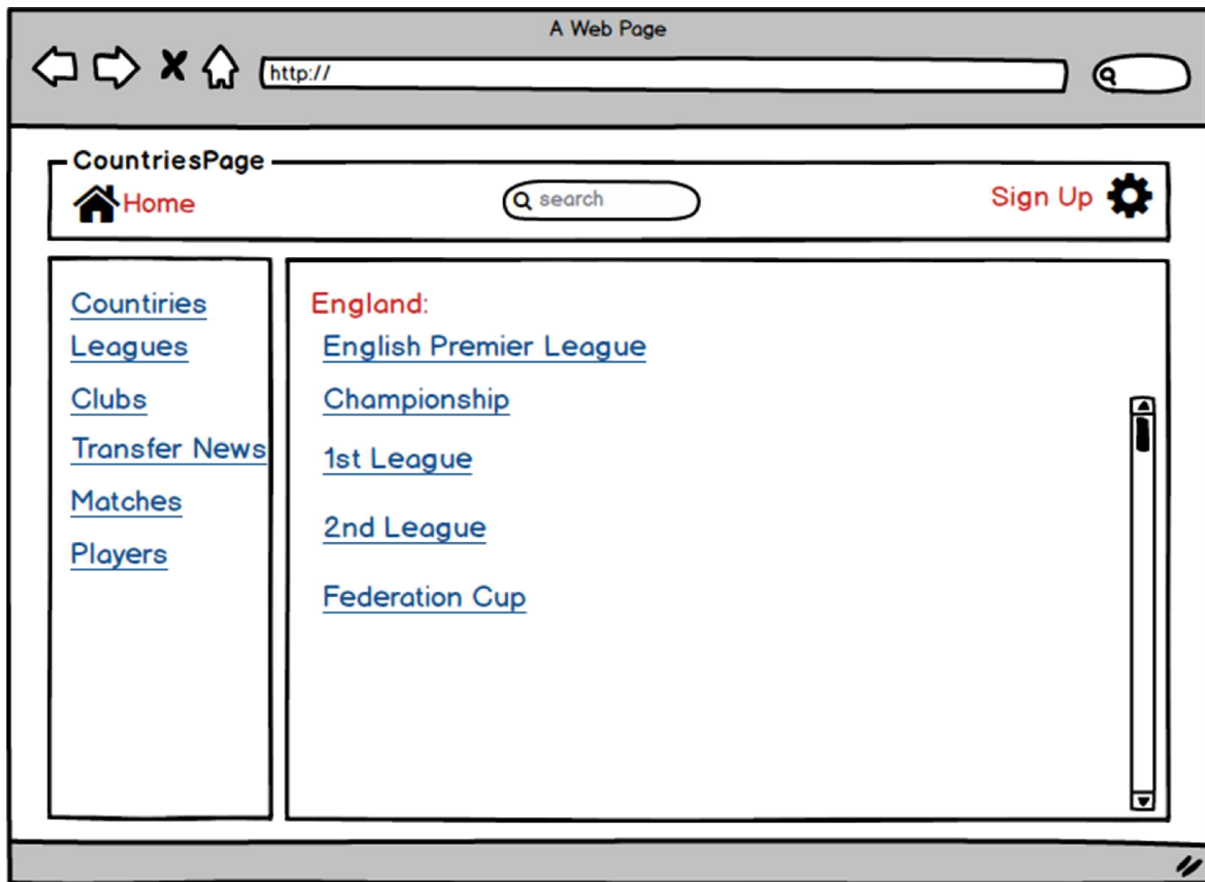 A Web Page
http://
CountriesPage
Home
search
Sign Up
Countiries
Leagues
Clubs
Transfer News
Matches
Players
England:
English Premier League
Championship
1st League
2nd League
Federation Cup